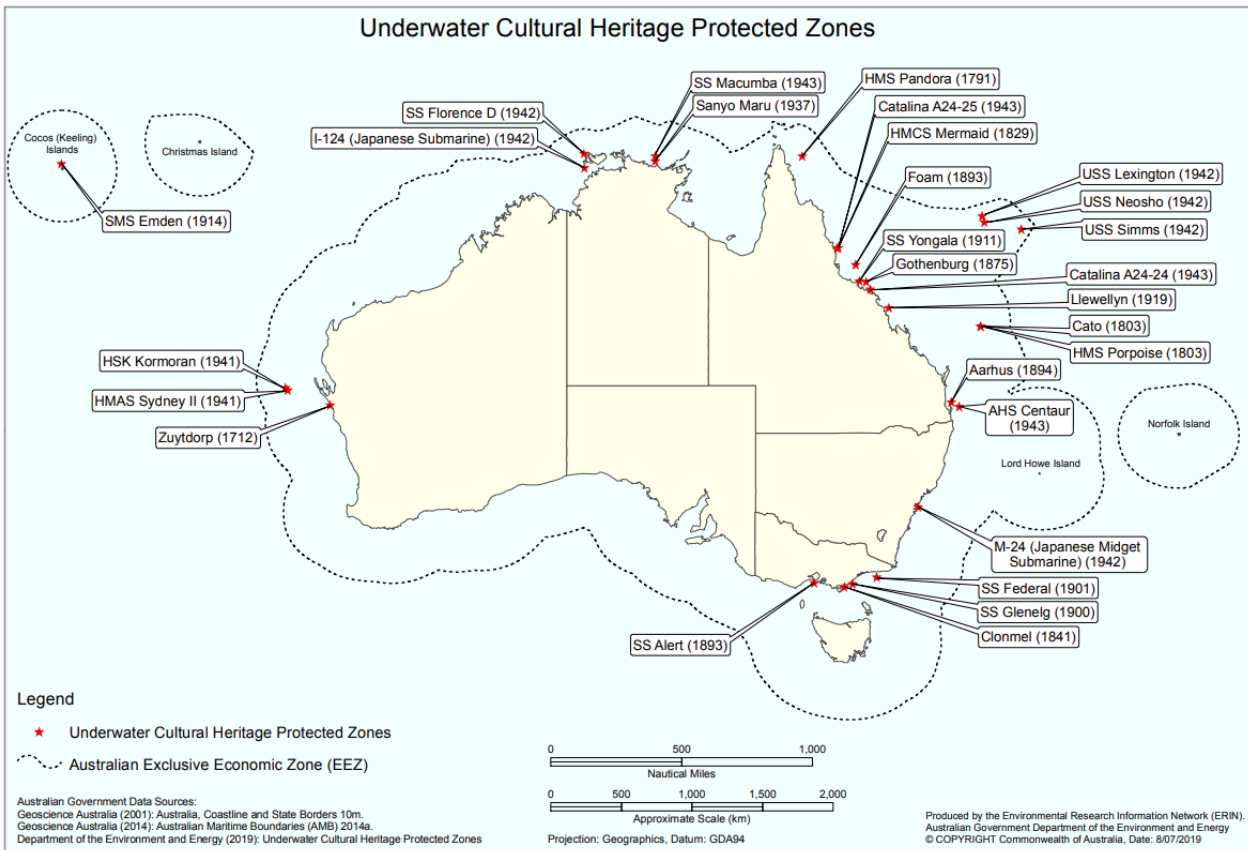 Underwater Cultural Heritage Protected Zones
SS Macumba (1943)
HMS Pandora (1791)
SS Florence D (1942)
Sanyo Maru (1937)
Catalina A24-25 (1943)
I-124 (Japanese Submarine) (1942)
HMCS Mermaid (1829)
Cocos (Keeling)
Islands
Christmas Island
Foam (1893)
USS Lexington (1942)
USS Neosho (1942)
SMS Emden (1914)
USS Simms (1942)
SS Yongala (1911)
Gothenburg (1875)
Catalina A24-24 (1943)
Llewellyn (1919)
Cato (1803)
HMS Porpoise (1803)
HSK Kormoran (1941)
Aarhus (1894)
HMAS Sydney II (1941)
AHS Centaur
(1943)
Norfolk Island
Zuytdorp (1712)
Lord Howe Island
M-24 (Japanese Midget
Submarine) (1942)
SS Federal (1901)
SS Glenelg (1900)
Clonmel (1841)
SS Alert (1893)
Legend
Underwater Cultural Heritage Protected Zones
Australian Exclusive Economic Zone (EEZ)
0 500 1,000
Nautical Miles
0 500 1,000 1,500 2,000
Approximate Scale (km)
Australian Government Data Sources:
Geoscience Australia (2001): Australia, Coastline and State Borders 10m.
Geoscience Australia (2014): Australian Maritime Boundaries (AMB) 2014a.
Department of the Environment and Energy (2019): Underwater Cultural Heritage Protected Zones
Projection: Geographics, Datum: GDA94
Produced by the Environmental Research Information Network (ERIN).
Australian Government Department of the Environment and Energy
© COPYRIGHT Commonwealth of Australia, Date: 8/07/2019